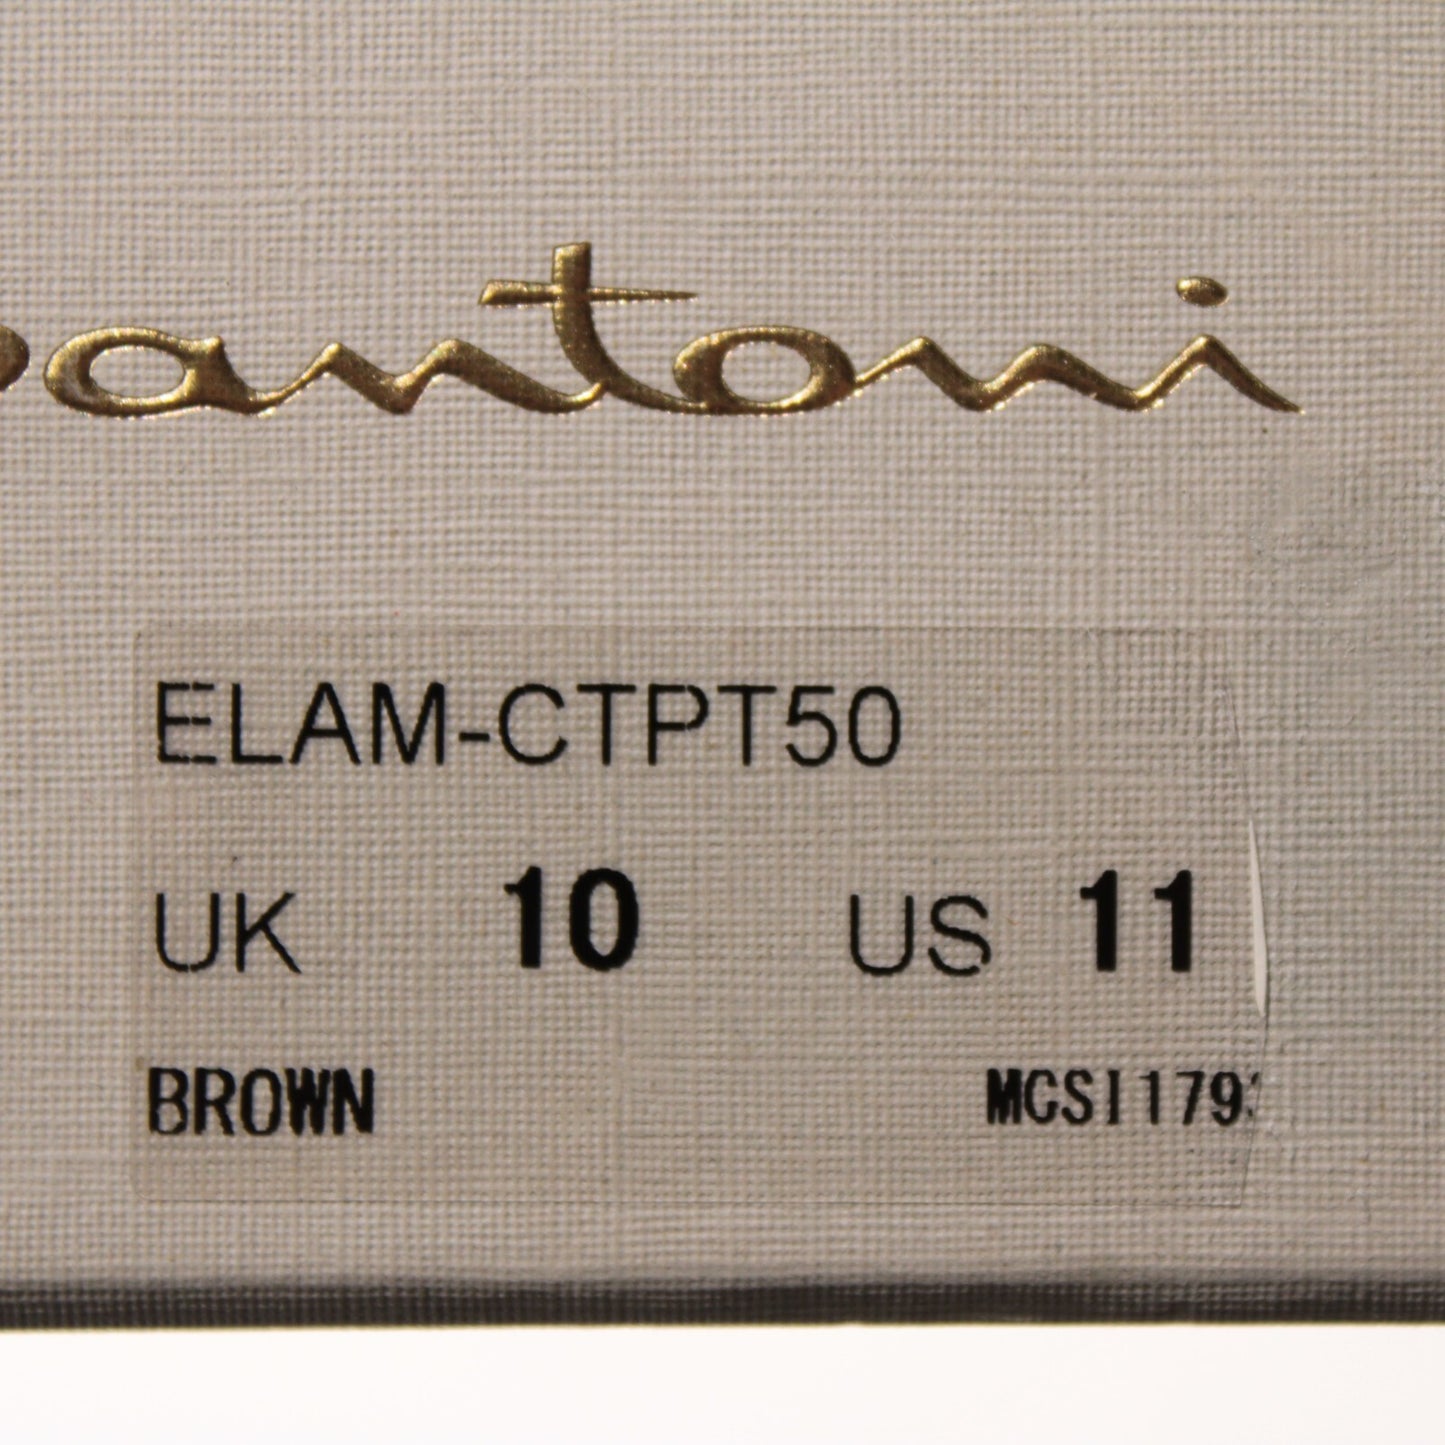 antoni
ELAM-CTPT50
UK 10 US 11
BROWN MCSI179